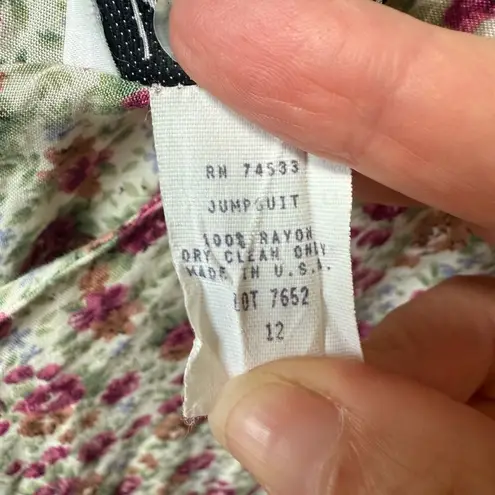 RN 74533
JUMPSUIT
100% RAYON
DRY CLEAN ONLY
MADE IN U.S.A.
LOT 7652
12